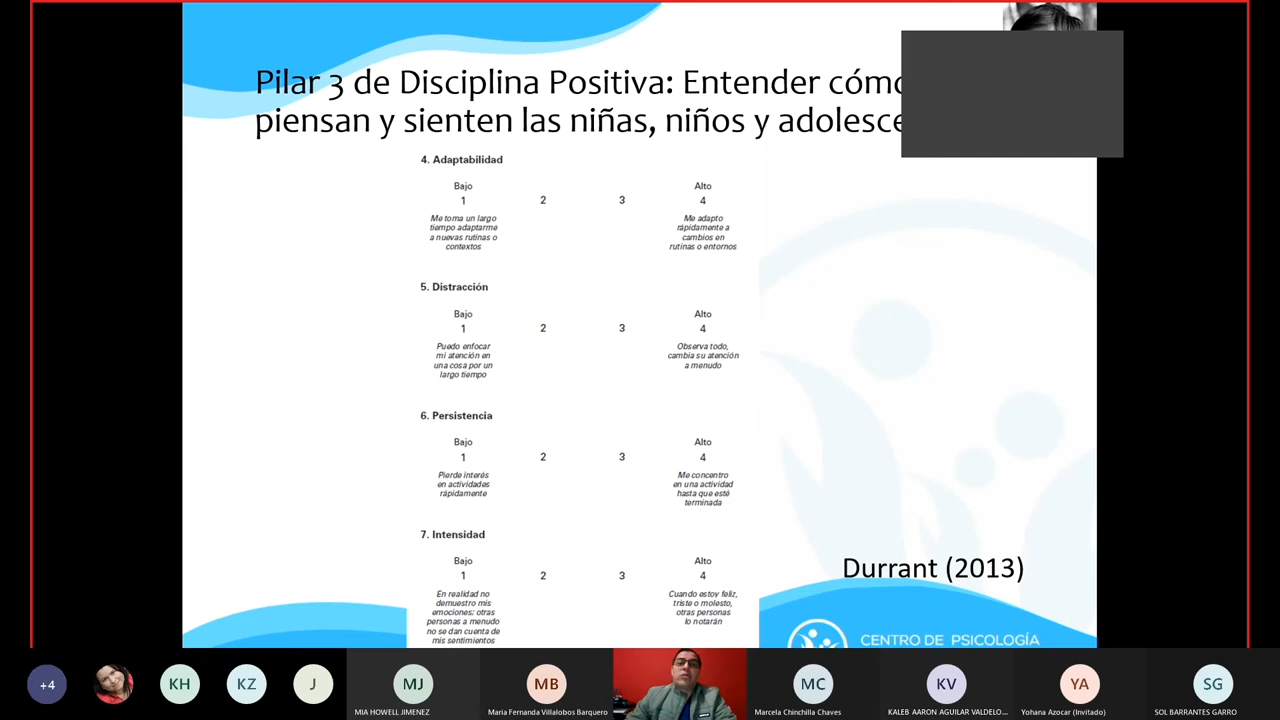 Pilar 3 de Disciplina Positiva: Entender cómo
piensan y sienten las niñas, niños y adolesce
4. Adaptabilidad
Bajo Alto
1 2 3 4
Me toma un largo
tiempo adaptarme
a nuevas rutinas o
contextos
Me adapto
rápidamente a
cambios en
rutinas o entornos
5. Distracción
Bajo Alto
1 2 3 4
Puedo enfocar
mi atención en
una cosa por un
largo tiempo
Observa todo,
cambia su atención
a menudo
6. Persistencia
Bajo Alto
1 2 3 4
Pierde interés
en actividades
rápidamente
Me concentro
en una actividad
hasta que esté
terminada
7. Intensidad
Bajo Alto
1 2 3 4
En realidad no
demuestro mis
emociones; otras
personas a menudo
no se dan cuenta de
mis sentimientos
Cuando estoy feliz,
triste o molesto,
otras personas
lo notarán
Durrant (2013)
CENTRO DE PSICOLOGÍA
+4 KH KZ J MJ MB MC KV YA SG
MIA HOWELL JIMENEZ
Maria Fernanda Villalobos Barquero
Marcela Chinchilla Chaves
KALEB AARON AGUILAR VALDELO...
Yohana Azocar (Invitado)
SOL BARRANTES GARRO